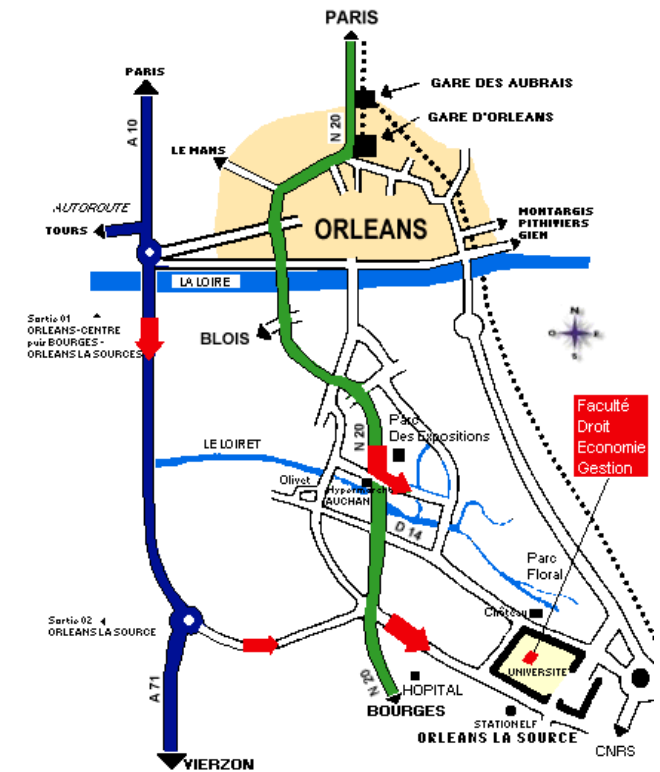 PARIS
PARIS
GARE DES AUBRAIS
A 10
N 20
GARE D'ORLEANS
LE MANS
AUTOROUTE
TOURS
ORLEANS
MONTARGIS
PITHIVIERS
GIEN
LA LOIRE
Sortie 01
ORLEANS-CENTRE
puir BOURGES -
ORLEANS LA SOURCES
BLOIS
N
O
E
S
Faculté
Droit
Economie
Gestion
N 20
Parc
Des Expositions
LE LOIRET
Olivet
Hypermarché
AUCHAN
D 14
Parc
Floral
Château
Sortie 02
ORLEANS LA SOURCE
UNIVERSITE
A 71
N 20
HOPITAL
BOURGES
STATION ELF
ORLEANS LA SOURCE
CNRS
VIERZON